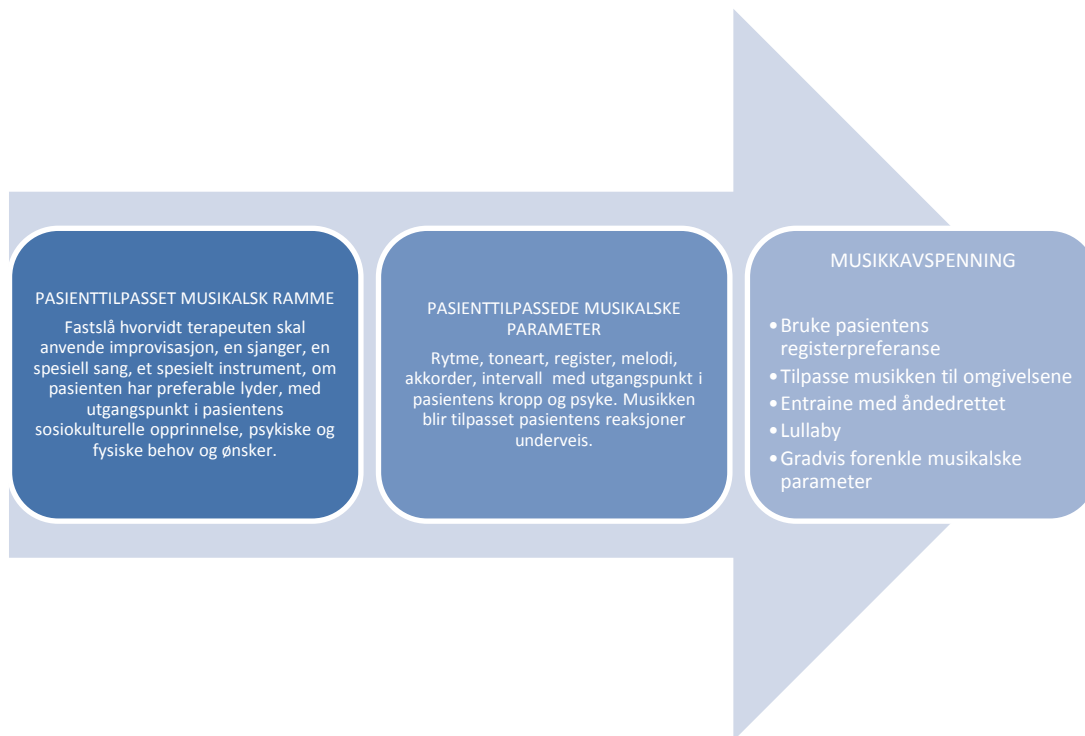 PASIENTTILPASSET MUSIKALSK RAMME
Fastslå hvorvidt terapeuten skal
anvende improvisasjon, en sjanger, en
spesiell sang, et spesielt instrument, om
pasienten har preferable lyder, med
utgangspunkt i pasientens
sosiokulturelle opprinnelse, psykiske og
fysiske behov og ønsker.
PASIENTTILPASSEDE MUSIKALSKE
PARAMETER
Rytme, toneart, register, melodi,
akkorder, intervall  med utgangspunkt i
pasientens kropp og psyke. Musikken
blir tilpasset pasientens reaksjoner
underveis.
MUSIKKAVSPENNING
• Bruke pasientens
registerpreferanse
• Tilpasse musikken til omgivelsene
• Entraine med åndedrettet
• Lullaby
• Gradvis forenkle musikalske
parameter